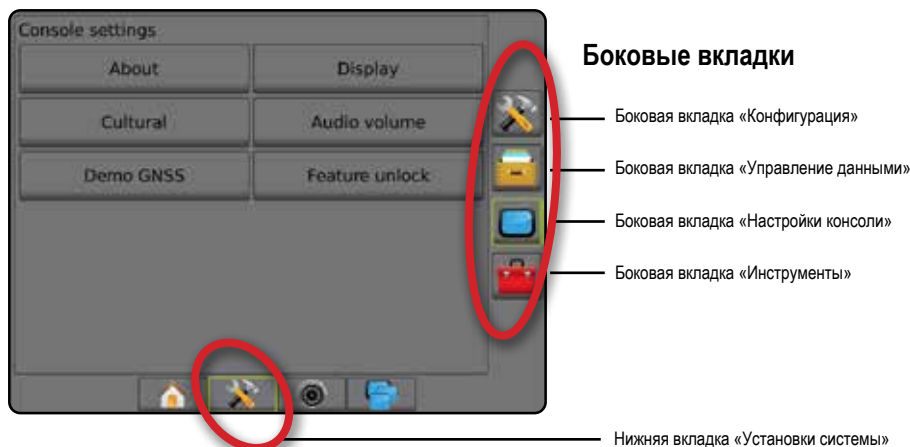 Console settings
About
Display
Cultural
Audio volume
Demo GNSS
Feature unlock
Боковые вкладки
Боковая вкладка «Конфигурация»
Боковая вкладка «Управление данными»
Боковая вкладка «Настройки консоли»
Боковая вкладка «Инструменты»
Нижняя вкладка «Установки системы»